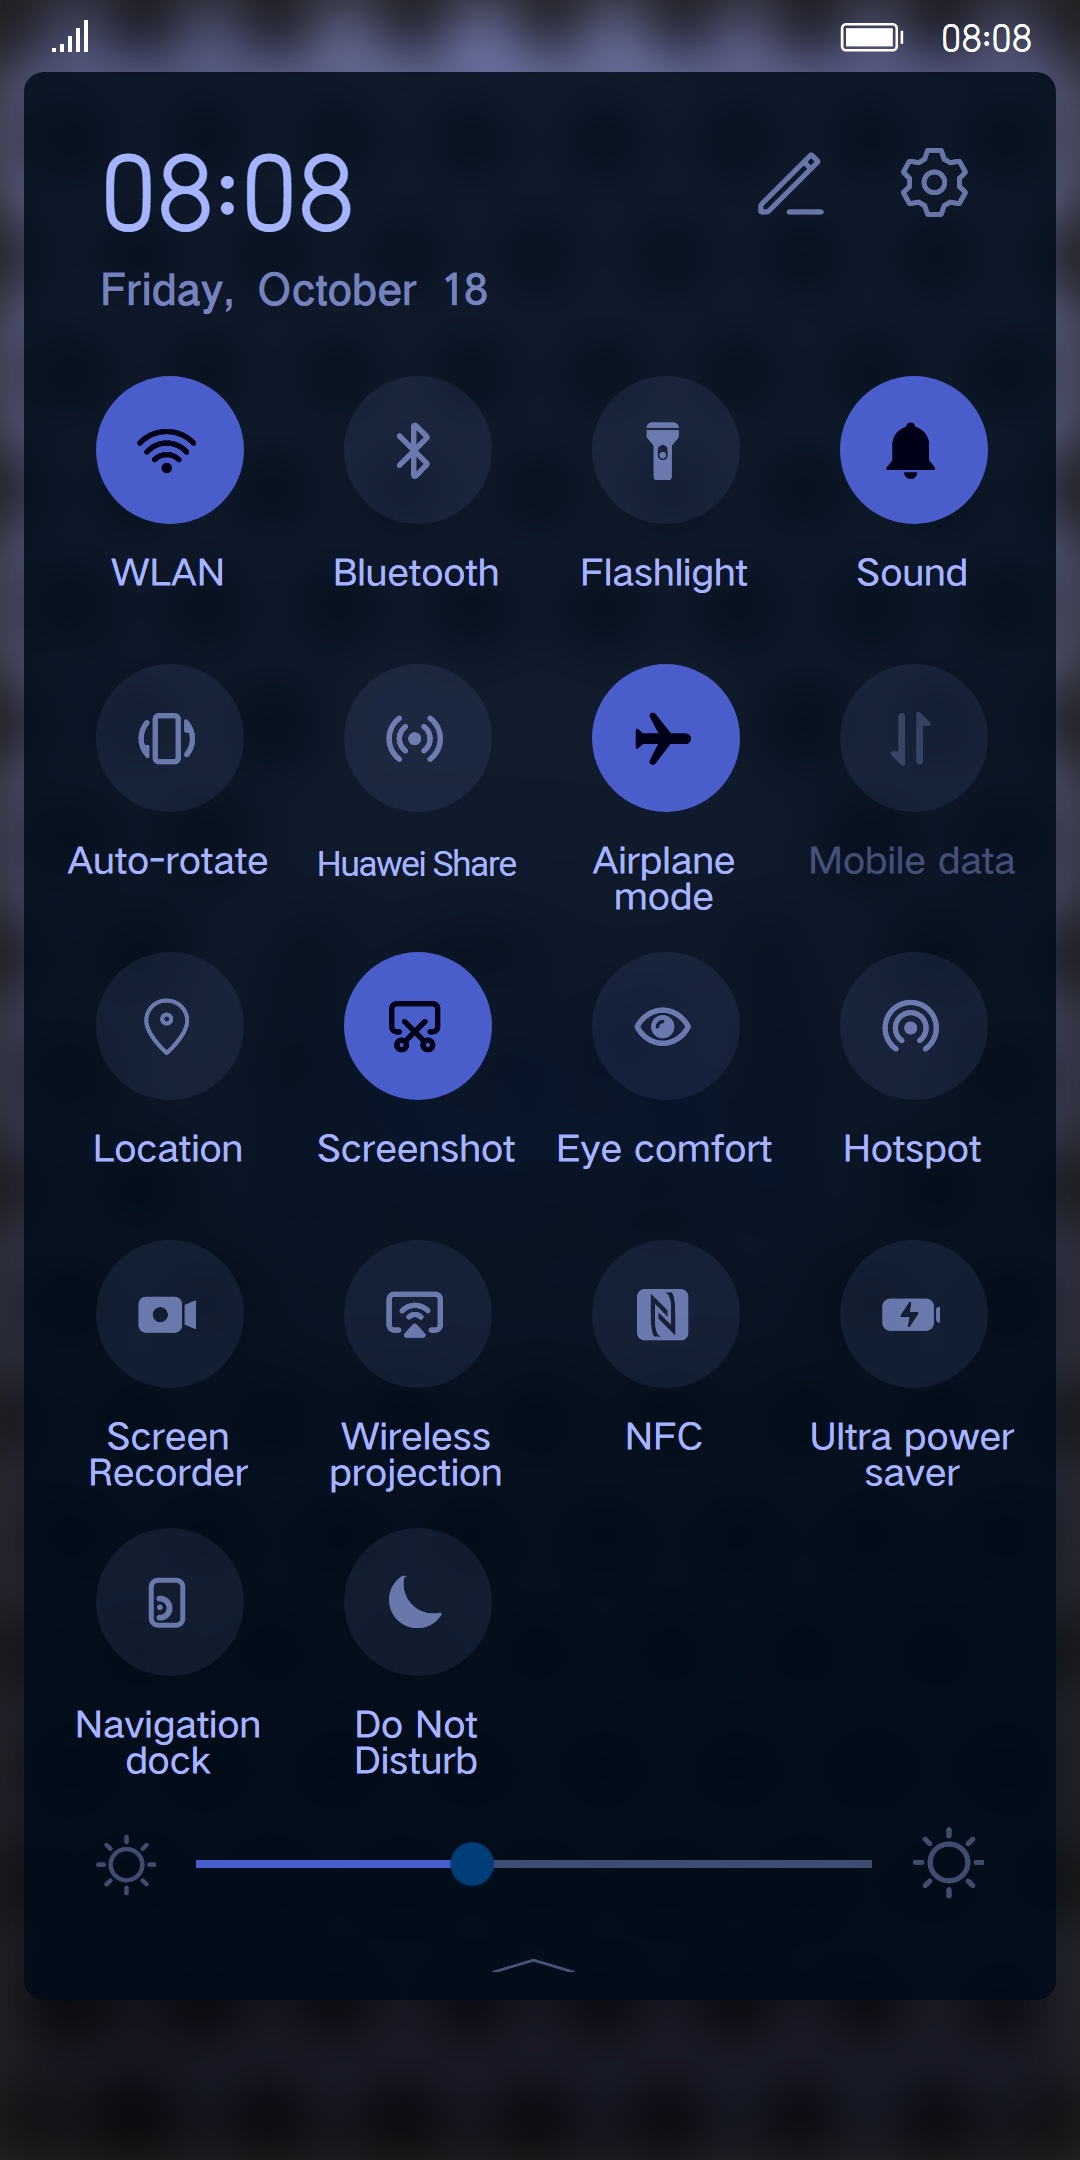 08:08
08:08
Friday, October 18
WLAN
Bluetooth
Flashlight
Sound
Auto-rotate
Huawei Share
Airplane
mode
Mobile data
Location
Screenshot
Eye comfort
Hotspot
Screen
Recorder
Wireless
projection
NFC
Ultra power
saver
Navigation
dock
Do Not
Disturb